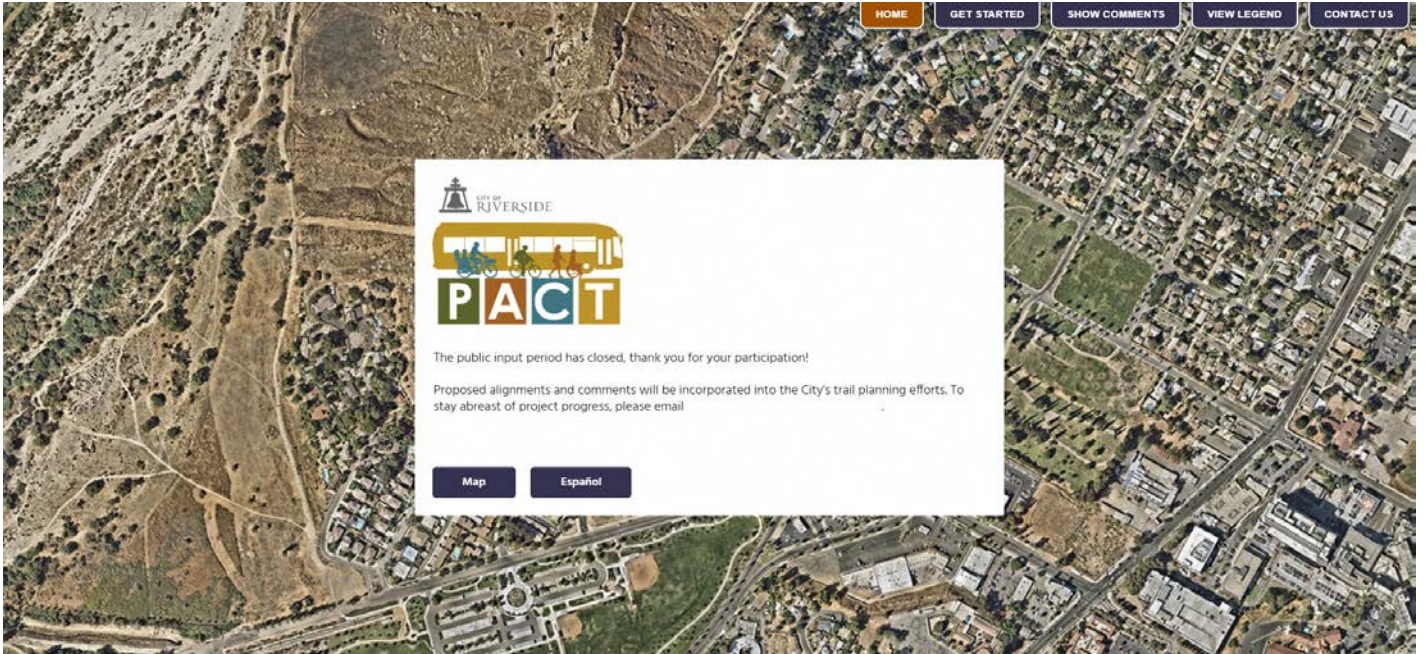 HOME
GET STARTED
SHOW COMMENTS
VIEW LEGEND
CONTACT US
CITY OF
RIVERSIDE
PACT
The public input period has closed, thank you for your participation!
Proposed alignments and comments will be incorporated into the City's trail planning efforts. To
stay abreast of project progress, please email .
Map
Español